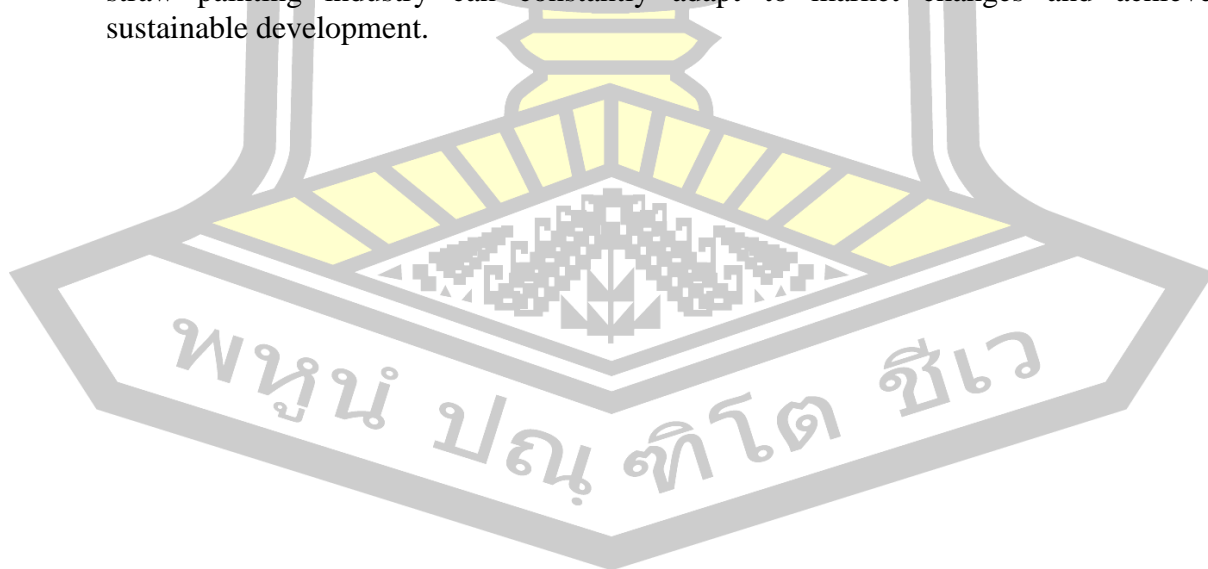 straw painting industry can constantly adapt to market changes and achieve
sustainable development.
พหูนํ ปณฺฑิโต ชีเว